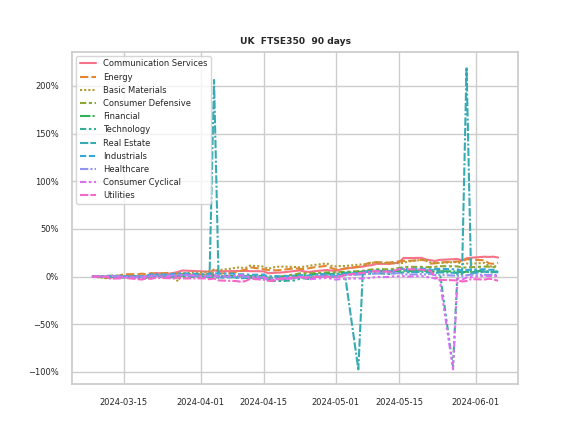 UK FTSE350 90 days
Communication Services
Energy
Basic Materials
Consumer Defensive
Financial
Technology
Real Estate
Industrials
Healthcare
Consumer Cyclical
Utilities
200%
150%
100%
50%
0%
−50%
−100%
2024-03-15 2024-04-01 2024-04-15 2024-05-01 2024-05-15 2024-06-01